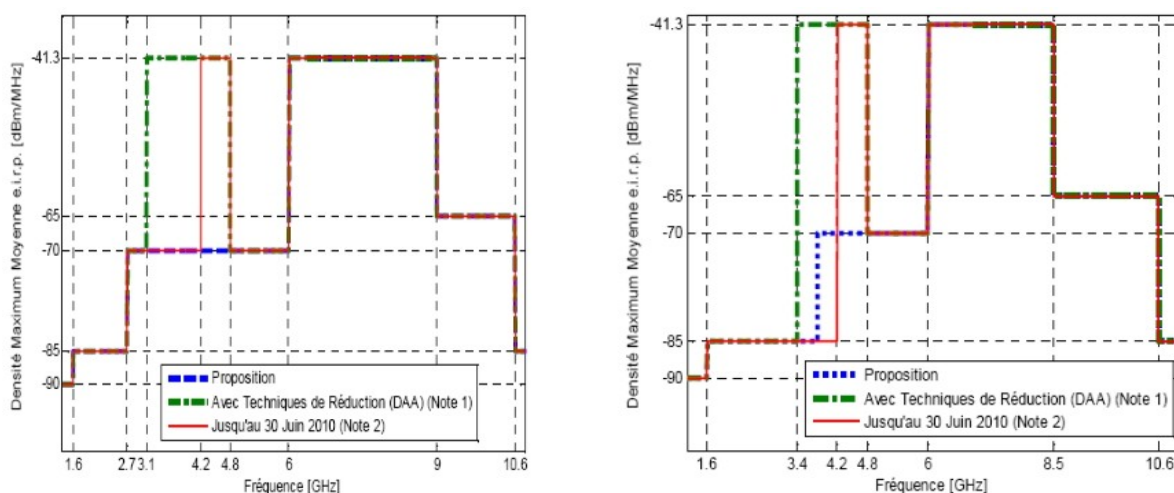 Densité Maximum Moyenne e.i.r.p. [dBm/MHz]
-41.3
-65
-70
-85
-90
Proposition
Avec Techniques de Réduction (DAA) (Note 1)
Jusqu'au 30 Juin 2010 (Note 2)
1.6 2.7 3.1 4.2 4.8 6 9 10.6
Fréquence [GHz]
Densité Maximum Moyenne e.i.r.p. [dBm/MHz]
-41.3
-65
-70
-85
-90
Proposition
Avec Techniques de Réduction (DAA) (Note 1)
Jusqu'au 30 Juin 2010 (Note 2)
1.6 3.4 4.2 4.8 6 8.5 10.6
Fréquence [GHz]